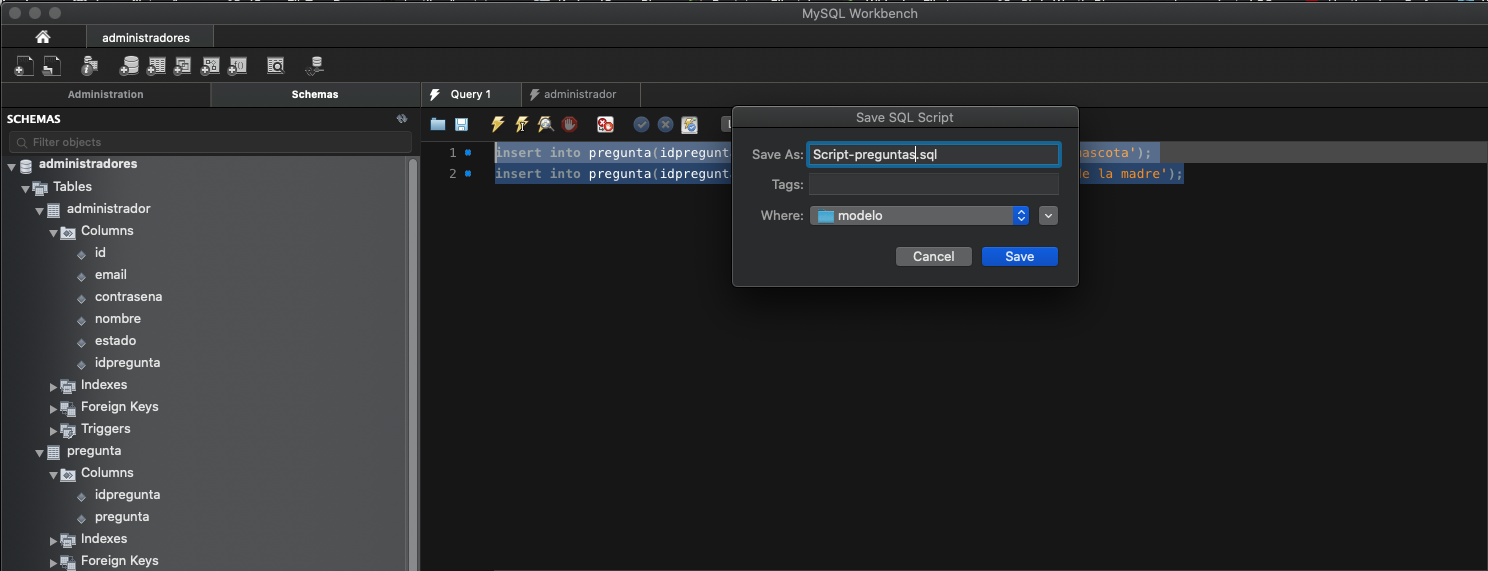 MySQL Workbench
administradores
Administration
Schemas
Query 1
administrador
SCHEMAS
Filter objects
administradores
Tables
administrador
Columns
id
email
contrasena
nombre
estado
idpregunta
Indexes
Foreign Keys
Triggers
pregunta
Columns
idpregunta
pregunta
Indexes
Foreign Keys
1 insert into pregunta(idpregunt ascota');
2 insert into pregunta(idpregunt e la madre');
Save SQL Script
Save As: Script-preguntas.sql
Tags:
Where: modelo
Cancel
Save